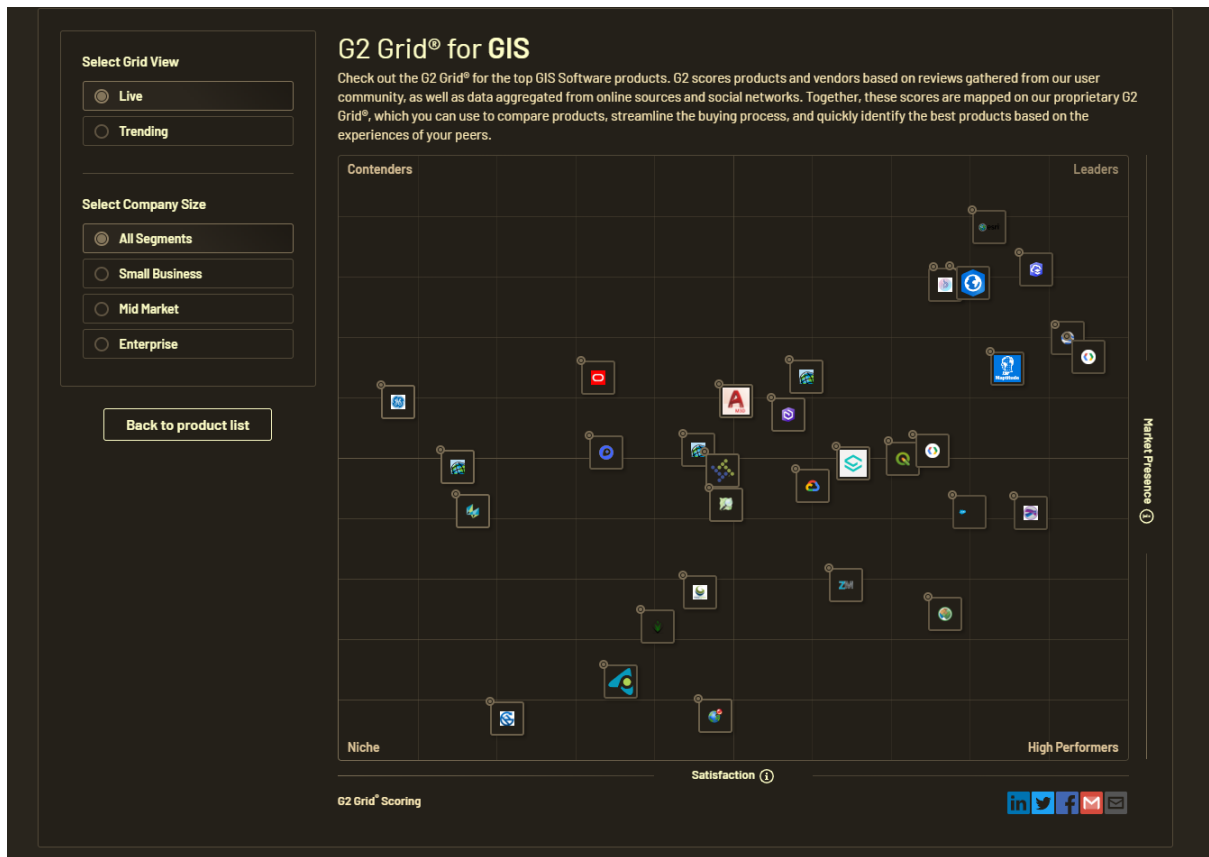 Select Grid View
Live
Trending
Select Company Size
All Segments
Small Business
Mid Market
Enterprise
Back to product list
G2 Grid® for GIS
Check out the G2 Grid® for the top GIS Software products. G2 scores products and vendors based on reviews gathered from our user
community, as well as data aggregated from online sources and social networks. Together, these scores are mapped on our proprietary G2
Grid®, which you can use to compare products, streamline the buying process, and quickly identify the best products based on the
experiences of your peers.
Contenders
Leaders
MapHook
A
ZM
Niche
High Performers
Market Presence
Satisfaction
G2 Grid® Scoring
in
f
M